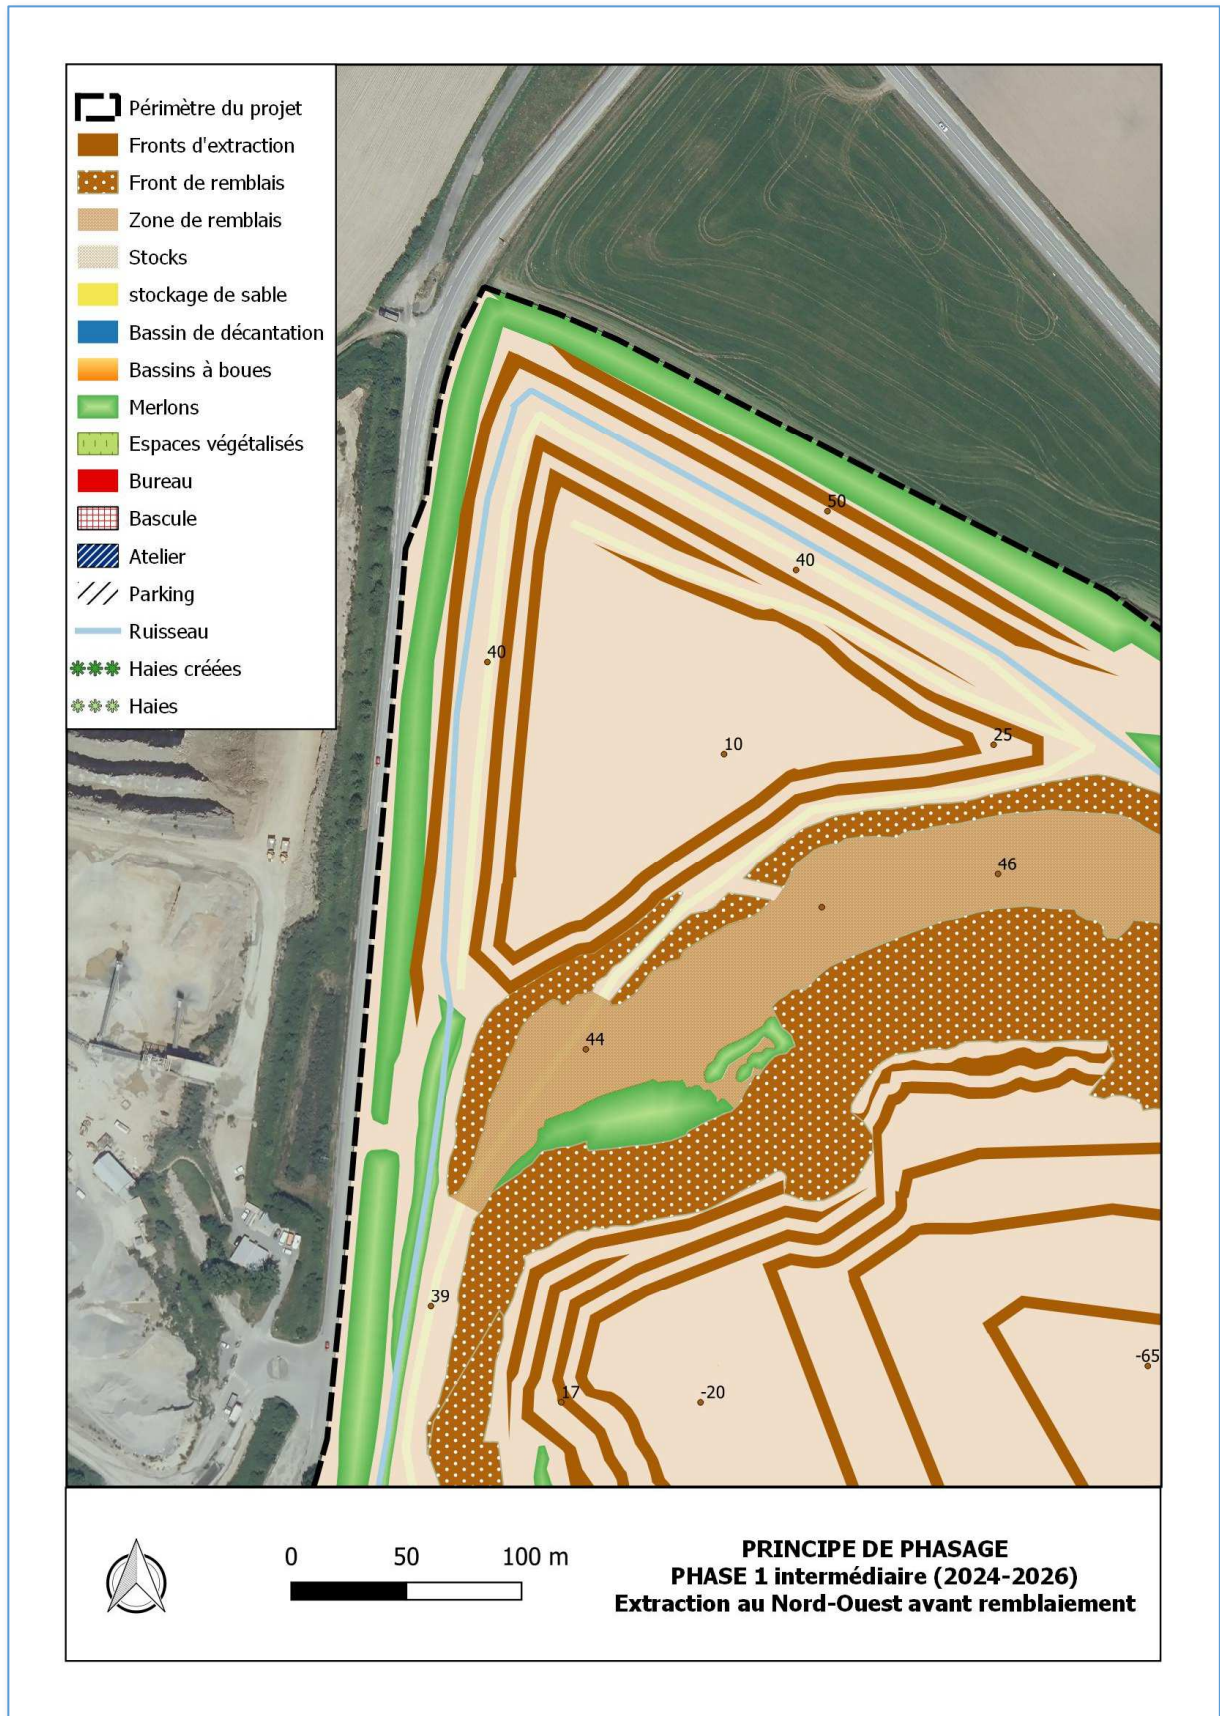 Périmètre du projet
Fronts d'extraction
Front de remblais
Zone de remblais
Stocks
stockage de sable
Bassin de décantation
Bassins à boues
Merlons
Espaces végétalisés
Bureau
Bascule
Atelier
Parking
Ruisseau
Haies créées
Haies
50
40
40
10
25
46
44
39
17
-20
-65
0 50 100 m
PRINCIPE DE PHASAGE
PHASE 1 intermédiaire (2024-2026)
Extraction au Nord-Ouest avant remblaiement